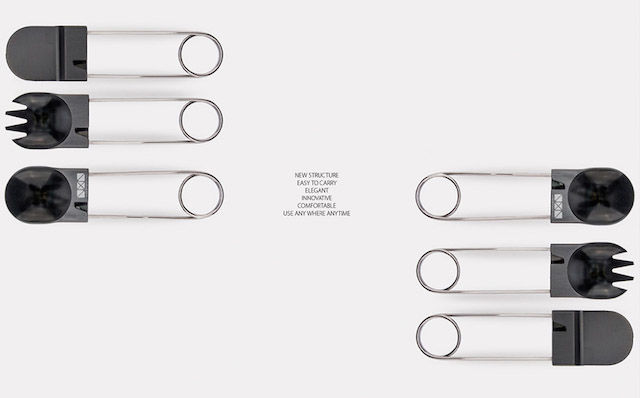 NEW STRUCTURE
EASY TO CARRY
ELEGANT
INNOVATIVE
COMFORTABLE
USE ANY WHERE ANYTIME